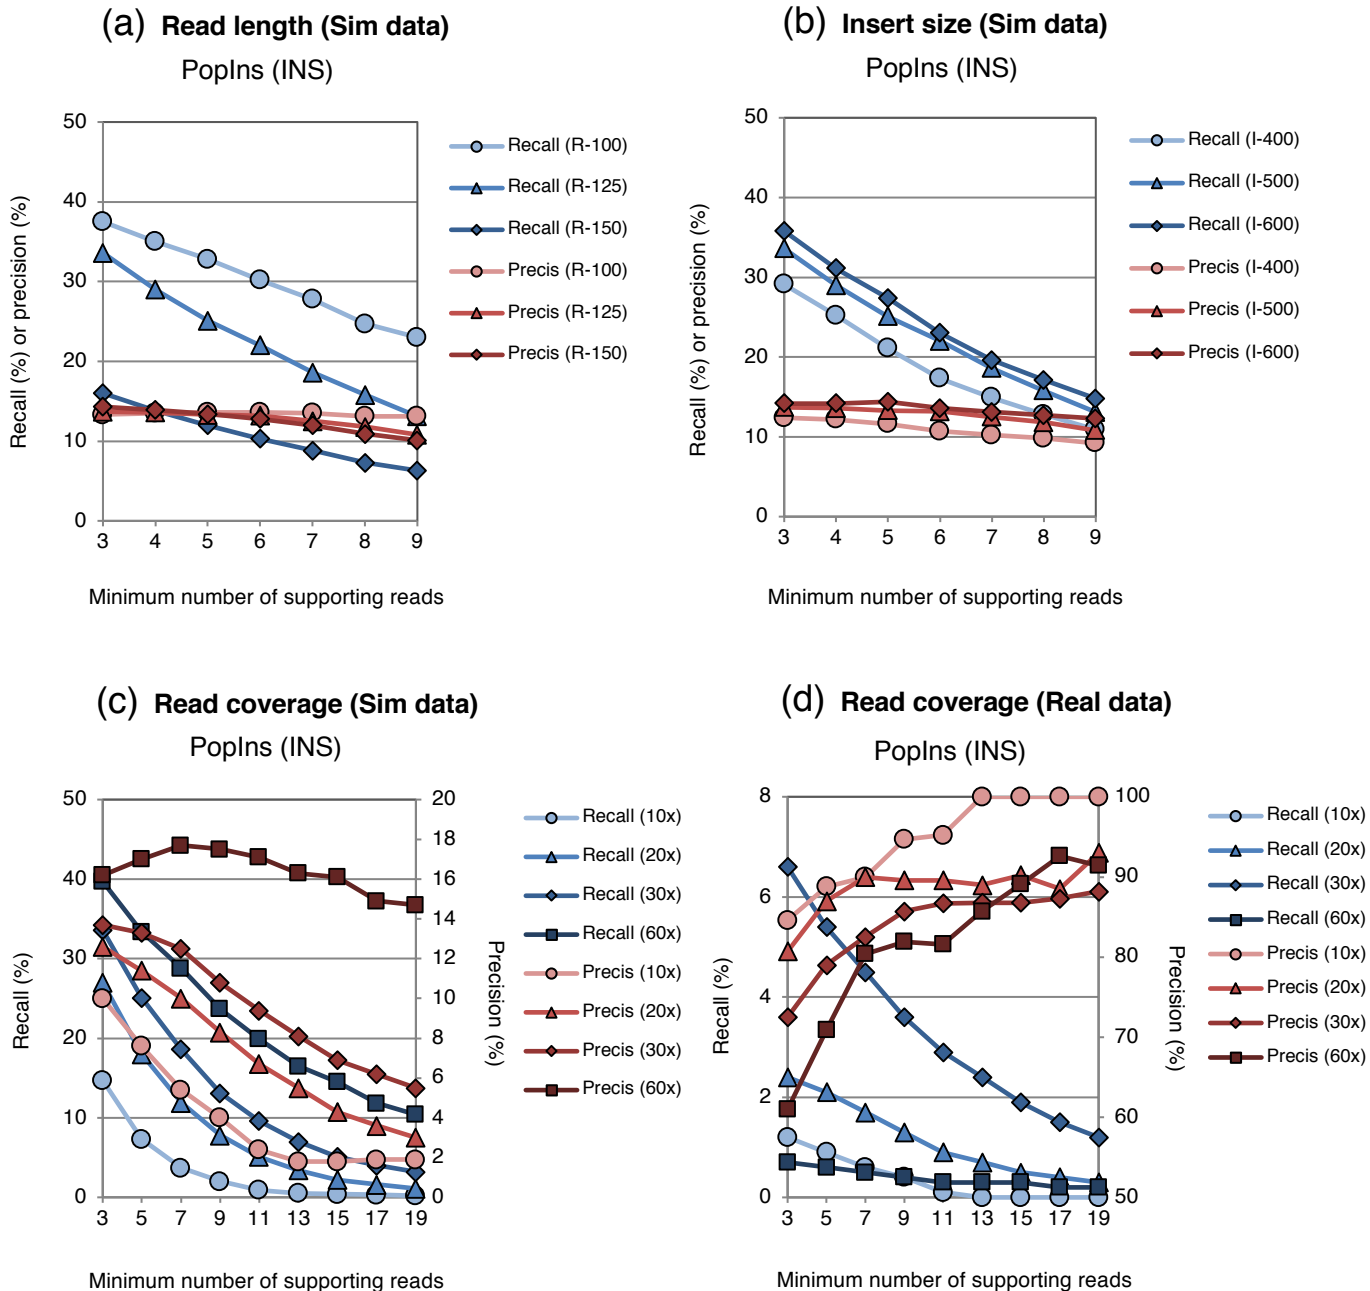 (a) Read length (Sim data)
PopIns (INS)
50
40
30
20
10
0
3 4 5 6 7 8 9
Recall (%) or precision (%)
Minimum number of supporting reads
Recall (R-100)
Recall (R-125)
Recall (R-150)
Precis (R-100)
Precis (R-125)
Precis (R-150)
(b) Insert size (Sim data)
PopIns (INS)
50
40
30
20
10
0
3 4 5 6 7 8 9
Recall (%) or precision (%)
Minimum number of supporting reads
Recall (I-400)
Recall (I-500)
Recall (I-600)
Precis (I-400)
Precis (I-500)
Precis (I-600)
(c) Read coverage (Sim data)
PopIns (INS)
50
40
30
20
10
0
20
18
16
14
12
10
8
6
4
2
0
3 5 7 9 11 13 15 17 19
Recall (%)
Precision (%)
Minimum number of supporting reads
Recall (10x)
Recall (20x)
Recall (30x)
Recall (60x)
Precis (10x)
Precis (20x)
Precis (30x)
Precis (60x)
(d) Read coverage (Real data)
PopIns (INS)
8
6
4
2
0
100
90
80
70
60
50
3 5 7 9 11 13 15 17 19
Recall (%)
Precision (%)
Minimum number of supporting reads
Recall (10x)
Recall (20x)
Recall (30x)
Recall (60x)
Precis (10x)
Precis (20x)
Precis (30x)
Precis (60x)